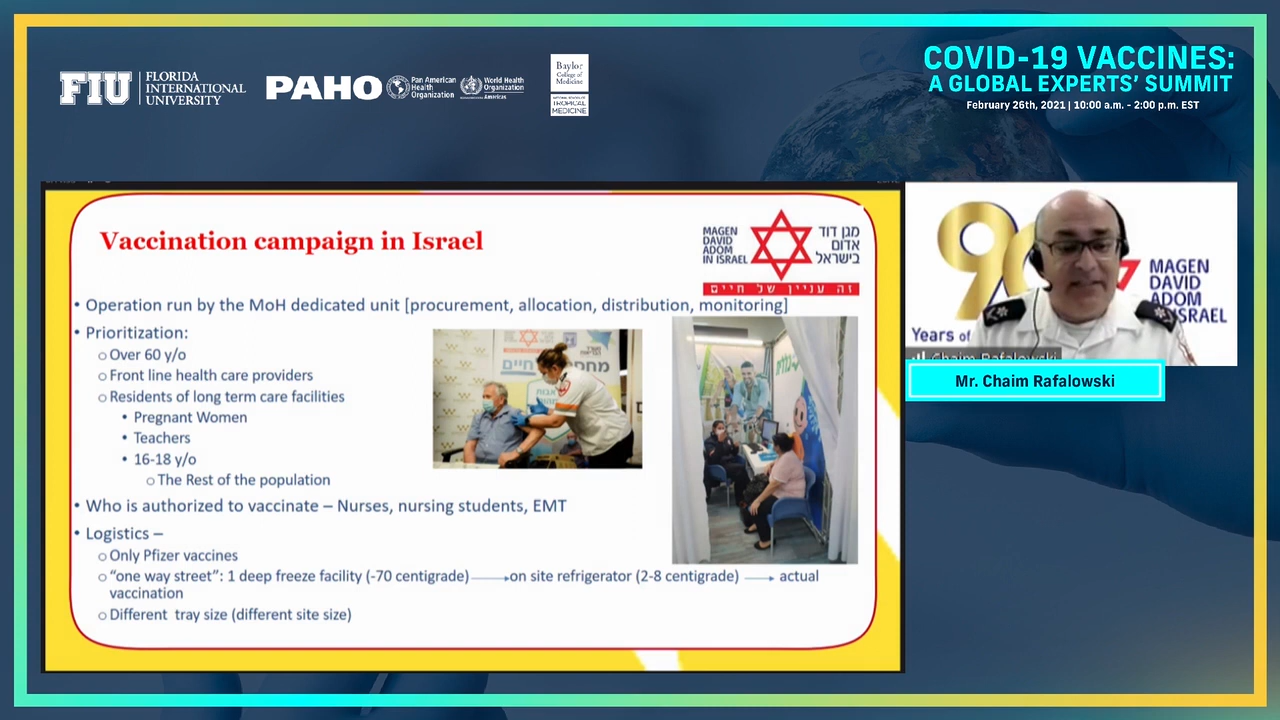 FIU
FLORIDA
INTERNATIONAL
UNIVERSITY
PAHO
Pan American
Health
Organization
World Health
Organization
Americas
Baylor
College of
Medicine
TROPICAL
MEDICINE
COVID-19 VACCINES:
A GLOBAL EXPERTS' SUMMIT
February 26th, 2021 | 10:00 a.m. - 2:00 p.m. EST
Vaccination campaign in Israel
MAGEN
DAVID
ADOM
IN ISRAEL
מגן דוד
אדום
בישראל
זה עניין של חיים
• Operation run by the MoH dedicated unit [procurement, allocation, distribution, monitoring]
• Prioritization:
o Over 60 y/o
o Front line health care providers
o Residents of long term care facilities
• Pregnant Women
• Teachers
• 16-18 y/o
o The Rest of the population
• Who is authorized to vaccinate – Nurses, nursing students, EMT
• Logistics –
o Only Pfizer vaccines
o "one way street": 1 deep freeze facility (-70 centigrade) → on site refrigerator (2-8 centigrade) → actual
vaccination
o Different tray size (different site size)
MAGEN
DAVID
ADOM
ISRAEL
Years of
Chaim Rafalowski
Mr. Chaim Rafalowski